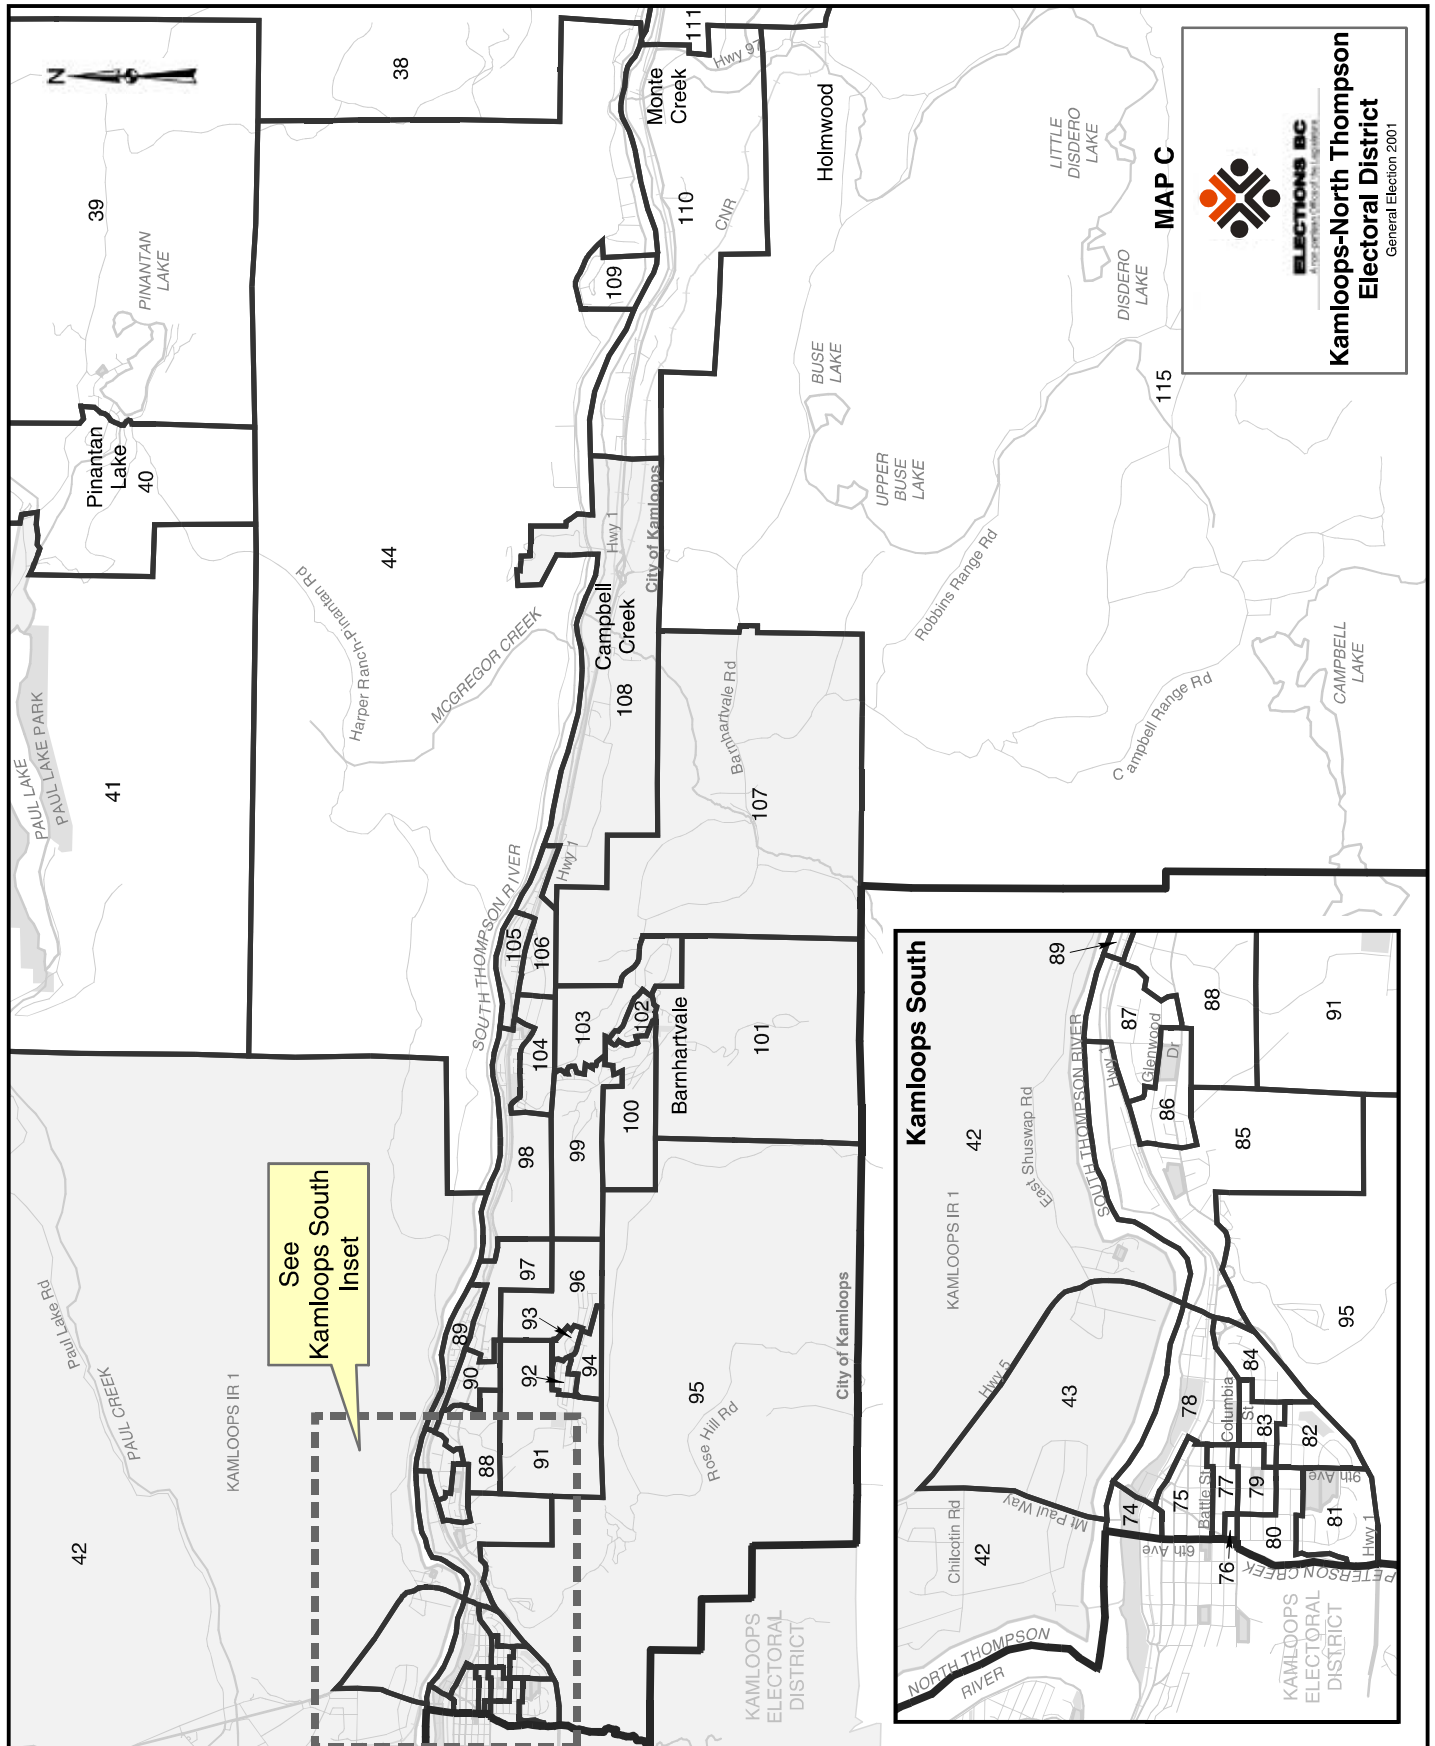 N
38
39
PINANTAN
LAKE
Pinantan
Lake
40
41
PAUL LAKE
PAUL LAKE PARK
44
Harper Ranch-Pinantan Rd
MCGREGOR CREEK
SOUTH THOMPSON RIVER
42
Paul Lake Rd
PAUL CREEK
KAMLOOPS IR 1
See
Kamloops South
Inset
111
Hwy 97
Monte
Creek
Holmwood
110
CNR
109
Hwy 1
City of Kamloops
Campbell
Creek
108
Hwy 1
Barnhartvale Rd
107
105
106
104
103
102
Barnhartvale
101
100
99
98
97
96
93
92
94
89
90
91
88
95
Rose Hill Rd
City of Kamloops
KAMLOOPS
ELECTORAL
DISTRICT
BUSE
LAKE
UPPER
BUSE
LAKE
Robbins Range Rd
LITTLE
DISDERO
LAKE
DISDERO
LAKE
115
Campbell Range Rd
CAMPBELL
LAKE
MAP C
ELECTIONS BC
A non-partisan Office of the Legislature
Kamloops-North Thompson
Electoral District
General Election 2001
Kamloops South
89
88
91
87
Glenwood
Dr
Hwy 1
86
85
42
East Shuswap Rd
SOUTH THOMPSON RIVER
KAMLOOPS IR 1
Hwy 5
43
95
84
78
Columbia
St
83
82
9th Ave
75
Battle St
77
79
74
81
80
76
6th Ave
Hwy 1
PETERSON CREEK
Mt Paul Way
Chilcotin Rd
42
NORTH THOMPSON
RIVER
KAMLOOPS
ELECTORAL
DISTRICT